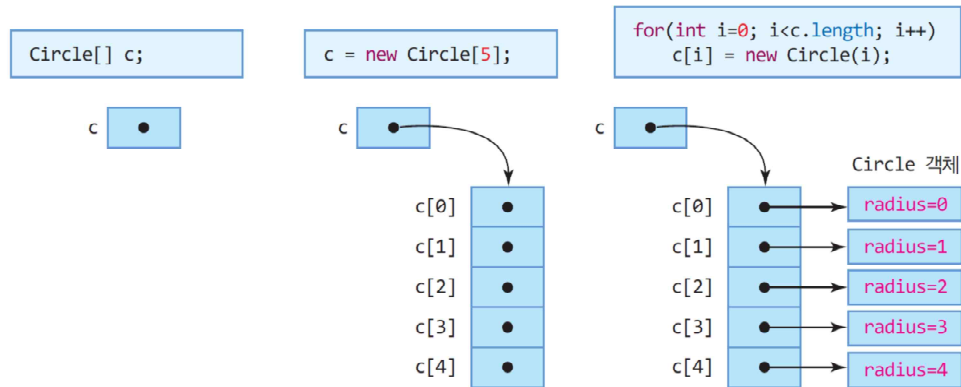 Circle[] c;
c
c = new Circle[5];
c
c[0]
c[1]
c[2]
c[3]
c[4]
for(int i=0; i<c.length; i++)
c[i] = new Circle(i);
c
Circle 객체
c[0]
radius=0
c[1]
radius=1
c[2]
radius=2
c[3]
radius=3
c[4]
radius=4